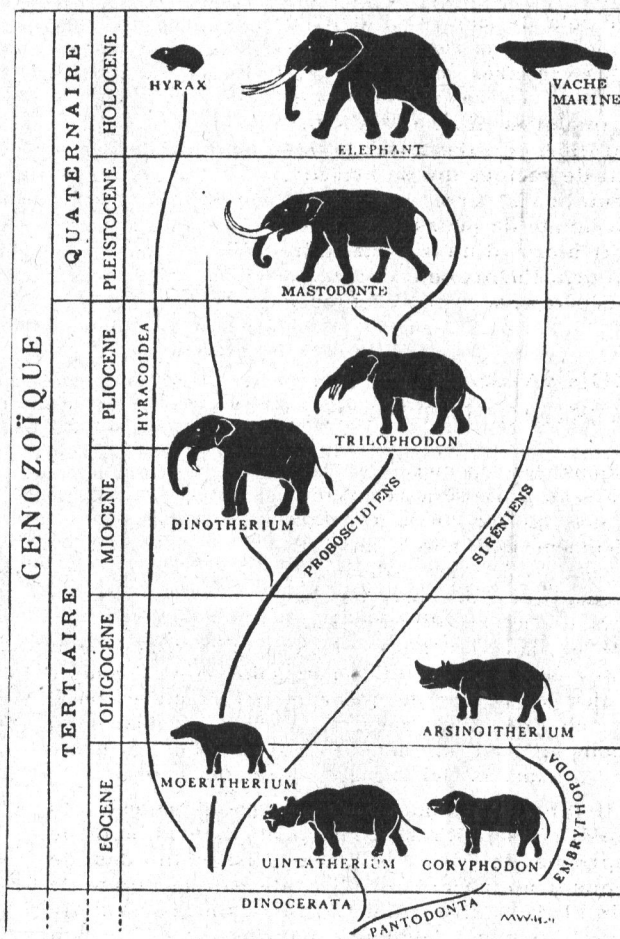 CENOZOÏQUE
QUATERNAIRE
TERTIAIRE
HOLOCENE
PLEISTOCENE
PLIOCENE
MIOCENE
OLIGOCENE
EOCENE
HYRAX
ELEPHANT
VACHE
MARINE
MASTODONTE
HYRACOIDEA
TRILOPHODON
DINOTHERIUM
PROBOSCIDIENS
SIRÉNIENS
ARSINOITHERIUM
MOERITHERIUM
EMBRYTHOPODA
UINTATHERIUM
CORYPHODON
DINOCERATA
PANTODONTA